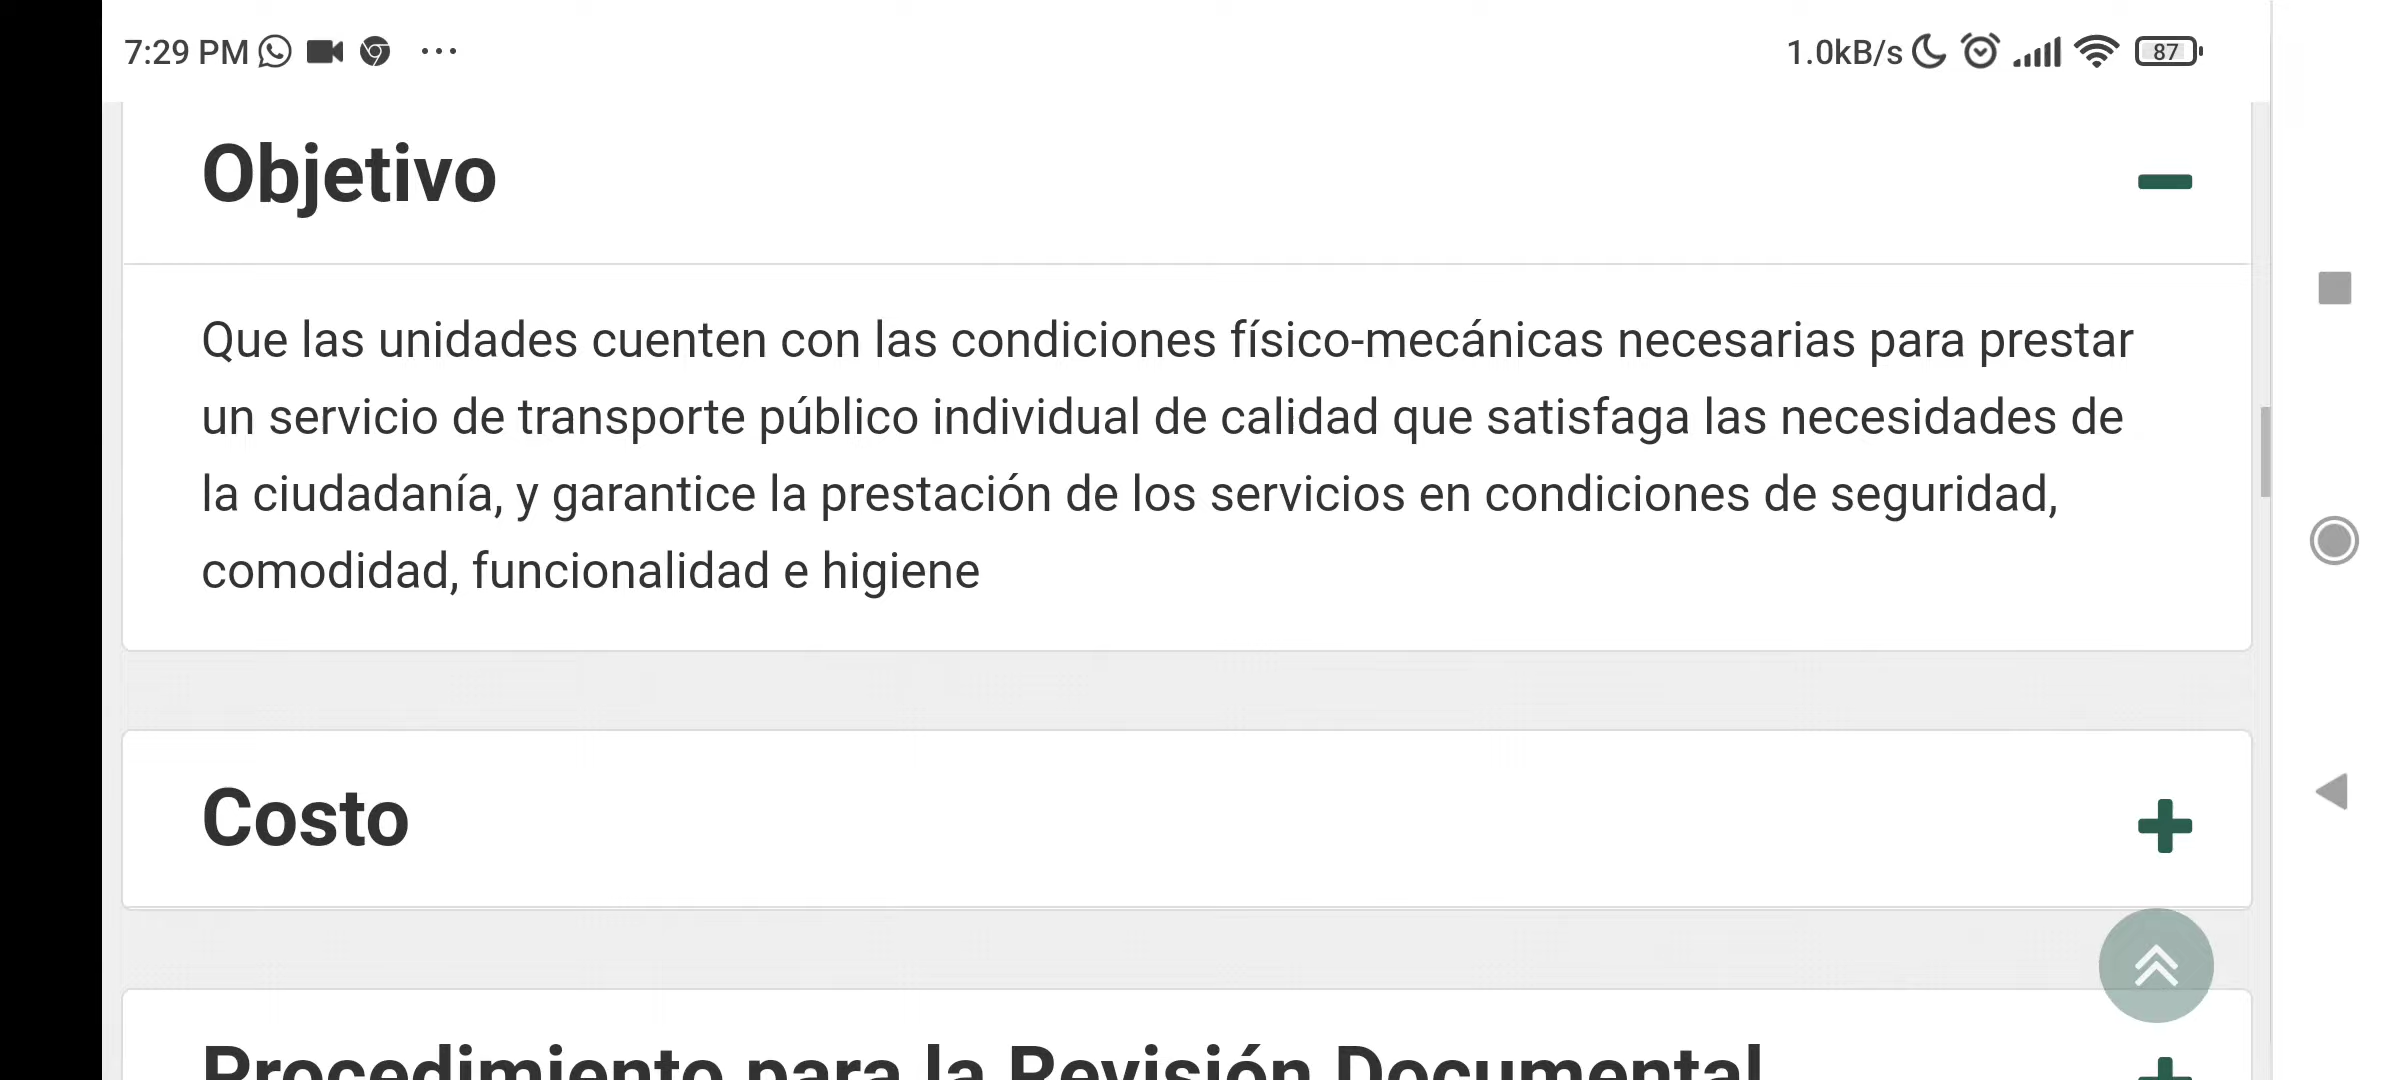 7:29 PM ... 1.0kB/s 87
Objetivo
Que las unidades cuenten con las condiciones físico-mecánicas necesarias para prestar
un servicio de transporte público individual de calidad que satisfaga las necesidades de
la ciudadanía, y garantice la prestación de los servicios en condiciones de seguridad,
comodidad, funcionalidad e higiene
Costo
Procedimiento para la Revisión Documental